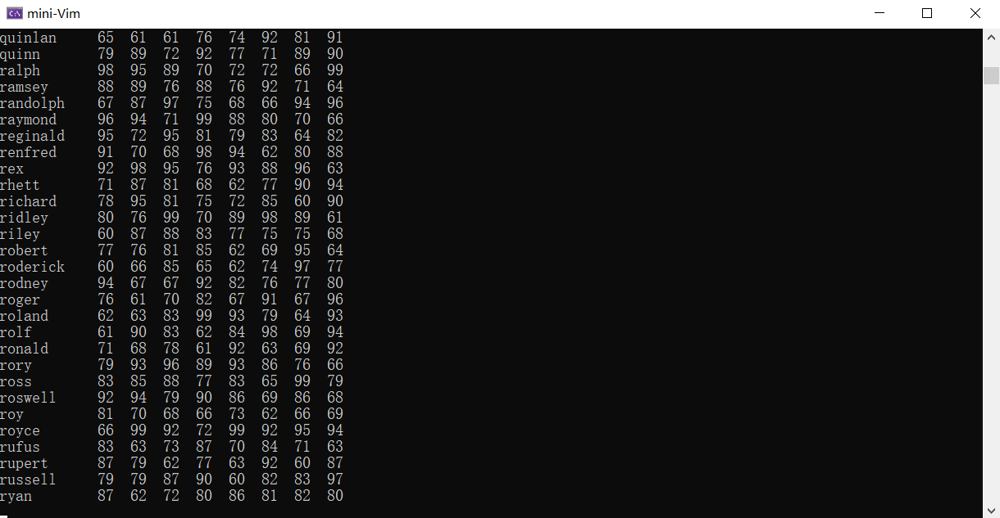 mini-Vim
quinlan 65 61 61 76 74 92 81 91
quinn 79 89 72 92 77 71 89 90
ralph 98 95 89 70 72 72 66 99
ramsey 88 89 76 88 76 92 71 64
randolph 67 87 97 75 68 66 94 96
raymond 96 94 71 99 88 80 70 66
reginald 95 72 95 81 79 83 64 82
renfred 91 70 68 98 94 62 80 88
rex 92 98 95 76 93 88 96 63
rhett 71 87 81 68 62 77 90 94
richard 78 95 81 75 72 85 60 90
ridley 80 76 99 70 89 98 89 61
riley 60 87 88 83 77 75 75 68
robert 77 76 81 85 62 69 95 64
roderick 60 66 85 65 62 74 97 77
rodney 94 67 67 92 82 76 77 80
roger 76 61 70 82 67 91 67 96
roland 62 63 83 99 93 79 64 93
rolf 61 90 83 62 84 98 69 94
ronald 71 68 78 61 92 63 69 92
rory 79 93 96 89 93 86 76 66
ross 83 85 88 77 83 65 99 79
roswell 92 94 79 90 86 69 86 68
roy 81 70 68 66 73 62 66 69
royce 66 99 92 72 99 92 95 94
rufus 83 63 73 87 70 84 71 63
rupert 87 79 62 77 63 92 60 87
russell 79 79 87 90 60 82 83 97
ryan 87 62 72 80 86 81 82 80